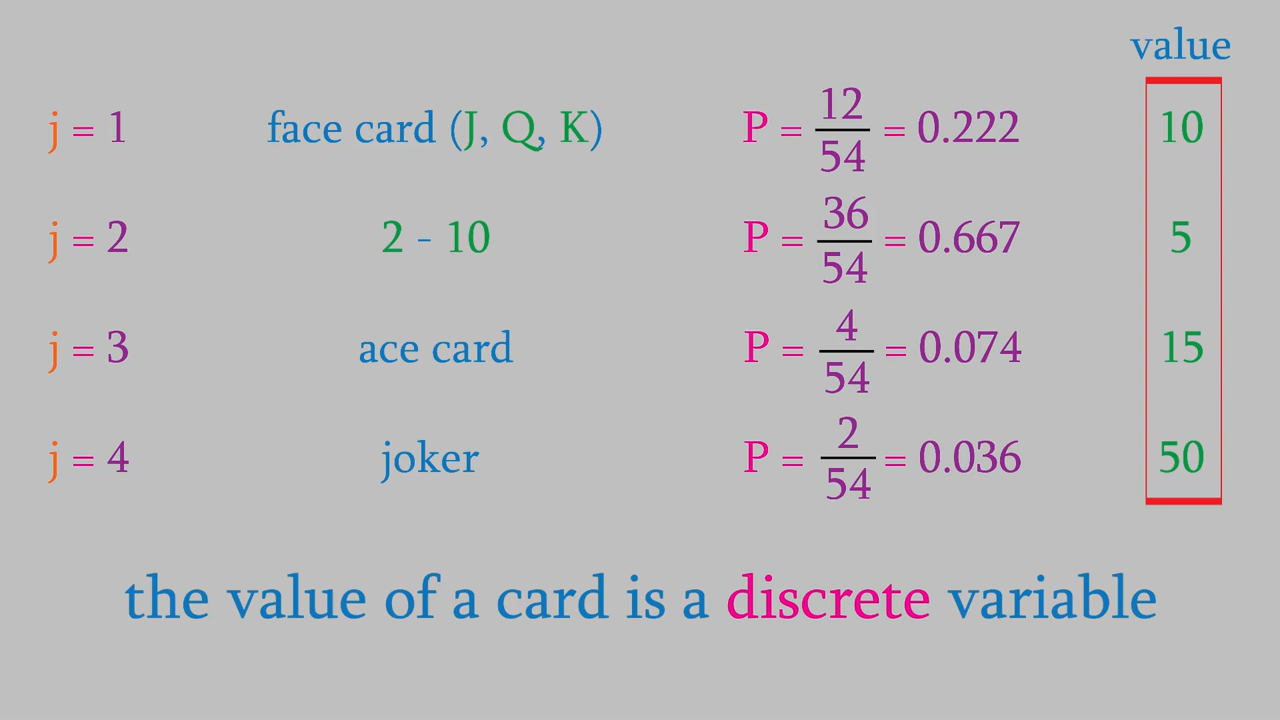 value
j = 1 face card (J, Q, K) P = 12/54 = 0.222 10
j = 2 2 - 10 P = 36/54 = 0.667 5
j = 3 ace card P = 4/54 = 0.074 15
j = 4 joker P = 2/54 = 0.036 50
the value of a card is a discrete variable